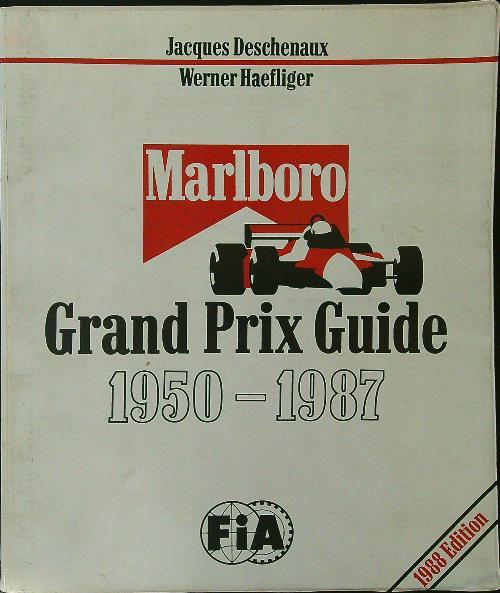 Jacques Deschenaux
Werner Haefliger
Marlboro
Grand Prix Guide
1950 – 1987
FiA
1988 Edition